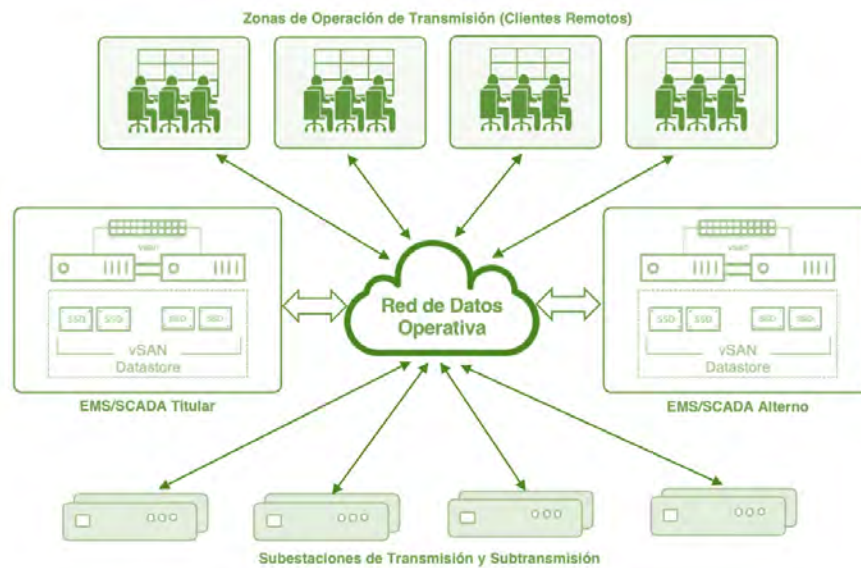 Zonas de Operación de Transmisión (Clientes Remotos)
SSD SSD SSD SSD
vSAN
Datastore
EMS/SCADA Titular
Red de Datos
Operativa
SSD SSD SSD SSD
vSAN
Datastore
EMS/SCADA Alterno
Subestaciones de Transmisión y Subtransmisión